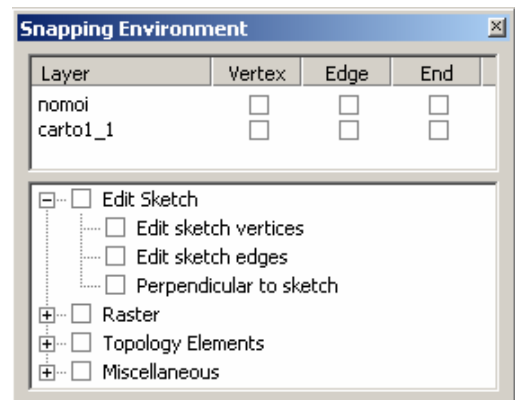 Snapping Environment
Layer Vertex Edge End
nomoi
carto1_1
Edit Sketch
Edit sketch vertices
Edit sketch edges
Perpendicular to sketch
Raster
Topology Elements
Miscellaneous